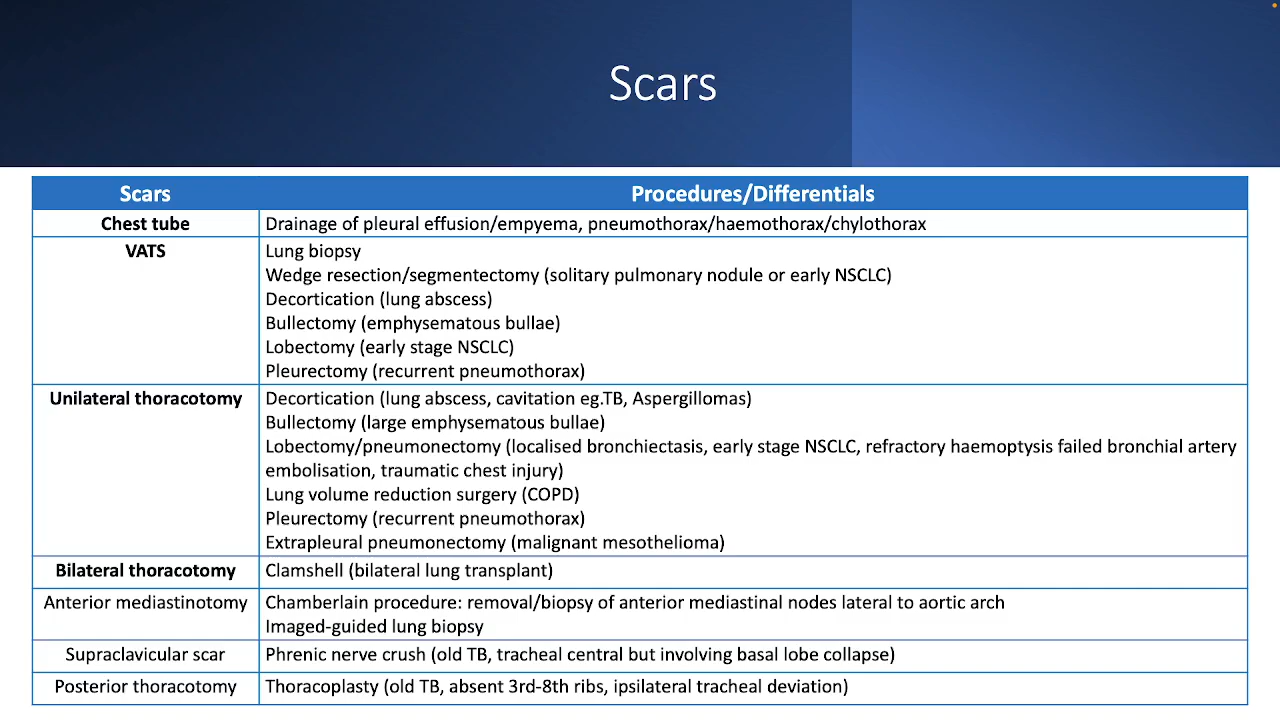 Scars
Scars Procedures/Differentials
Chest tube Drainage of pleural effusion/empyema, pneumothorax/haemothorax/chylothorax
VATS Lung biopsy
Wedge resection/segmentectomy (solitary pulmonary nodule or early NSCLC)
Decortication (lung abscess)
Bullectomy (emphysematous bullae)
Lobectomy (early stage NSCLC)
Pleurectomy (recurrent pneumothorax)
Unilateral thoracotomy Decortication (lung abscess, cavitation eg.TB, Aspergillomas)
Bullectomy (large emphysematous bullae)
Lobectomy/pneumonectomy (localised bronchiectasis, early stage NSCLC, refractory haemoptysis failed bronchial artery
embolisation, traumatic chest injury)
Lung volume reduction surgery (COPD)
Pleurectomy (recurrent pneumothorax)
Extrapleural pneumonectomy (malignant mesothelioma)
Bilateral thoracotomy Clamshell (bilateral lung transplant)
Anterior mediastinotomy Chamberlain procedure: removal/biopsy of anterior mediastinal nodes lateral to aortic arch
Imaged-guided lung biopsy
Supraclavicular scar Phrenic nerve crush (old TB, tracheal central but involving basal lobe collapse)
Posterior thoracotomy Thoracoplasty (old TB, absent 3rd-8th ribs, ipsilateral tracheal deviation)